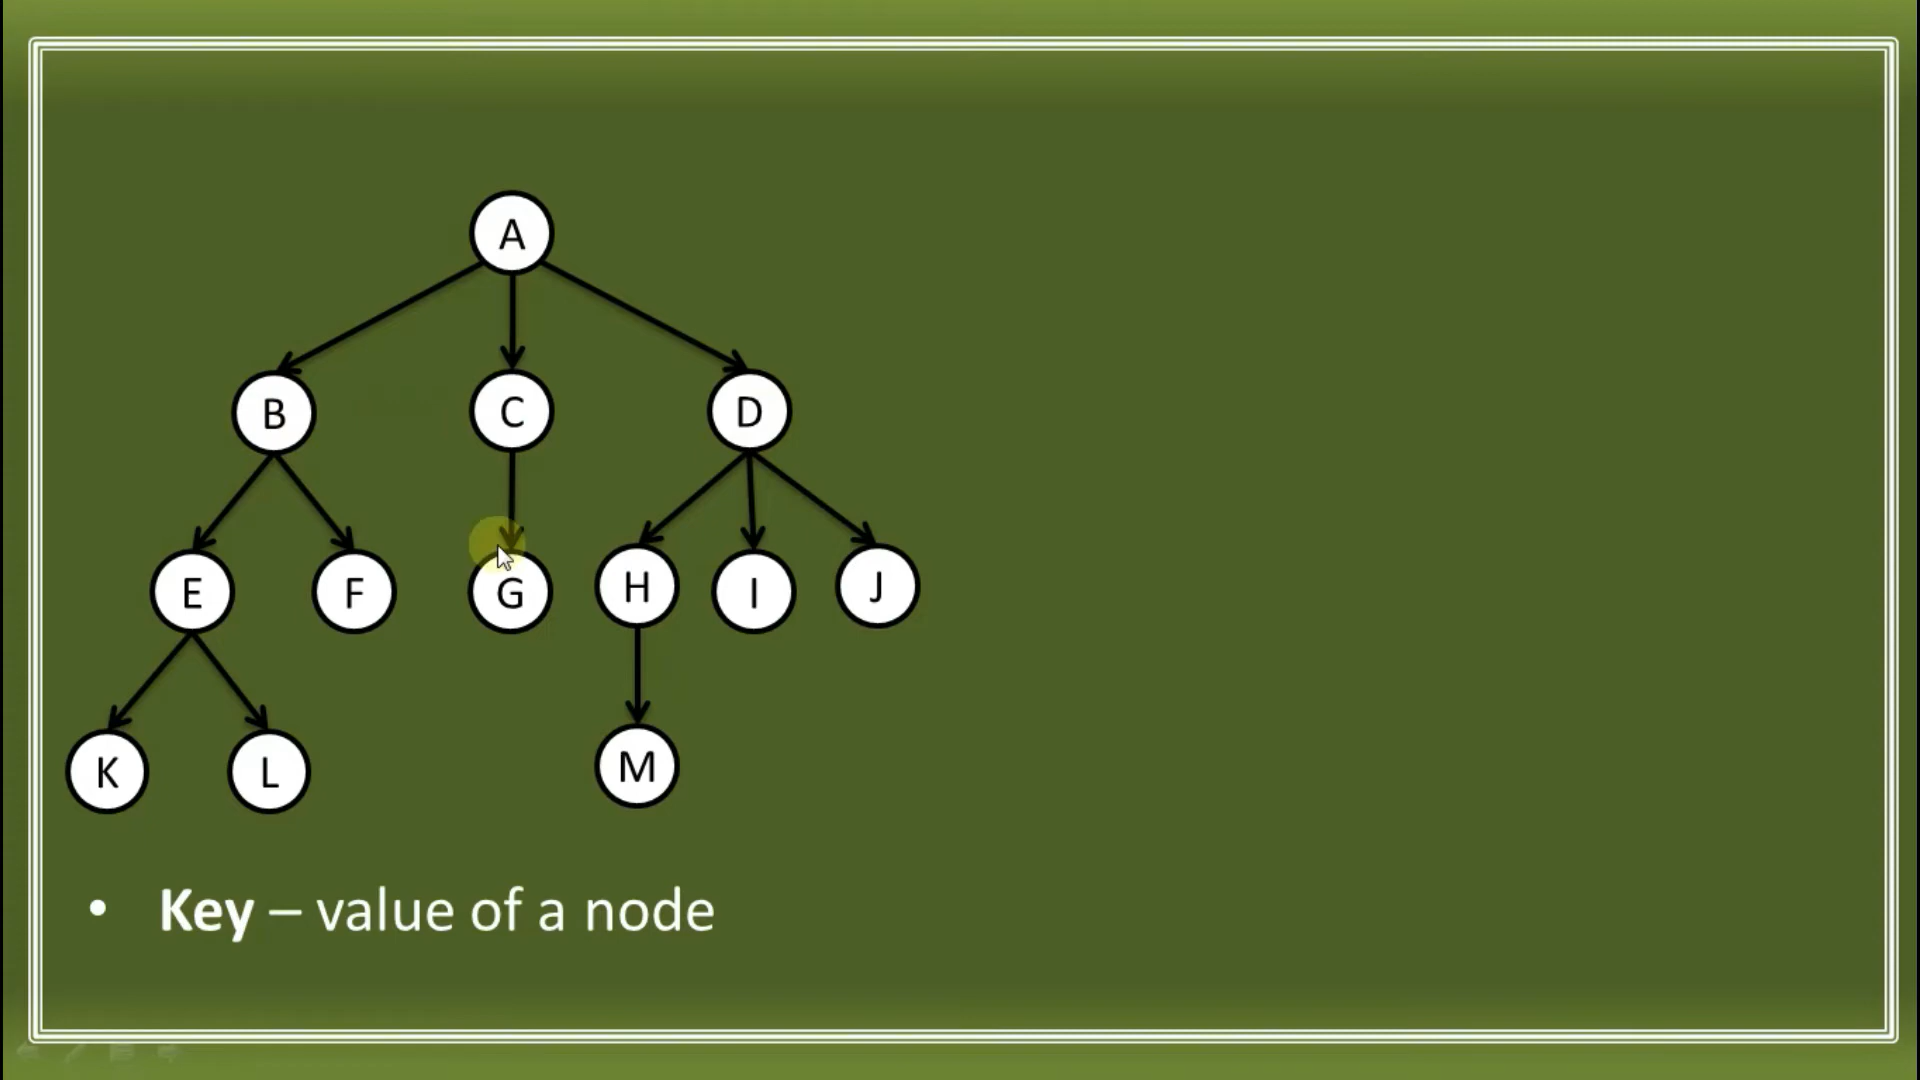 A
B C D
E F G H I J
K L M
• Key – value of a node